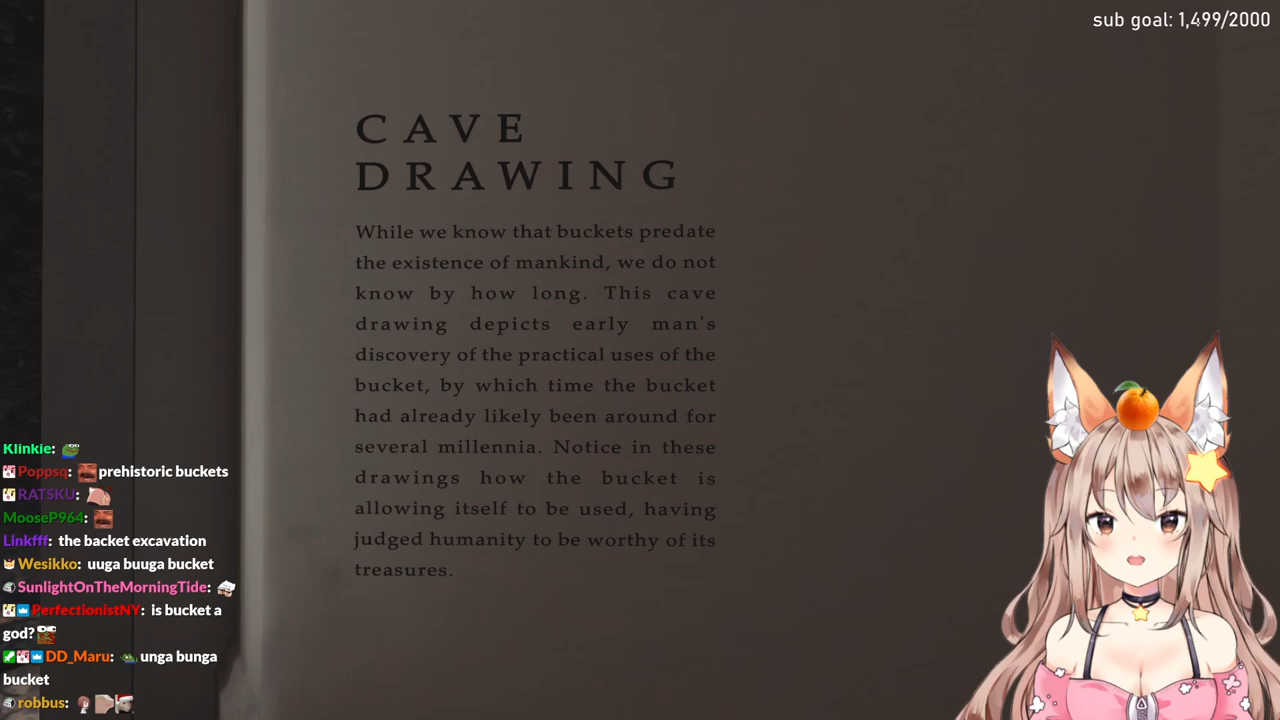 sub goal: 1,499/2000
CAVE
DRAWING
While we know that buckets predate
the existence of mankind, we do not
know by how long. This cave
drawing depicts early man's
discovery of the practical uses of the
bucket, by which time the bucket
had already likely been around for
several millennia. Notice in these
drawings how the bucket is
allowing itself to be used, having
judged humanity to be worthy of its
treasures.
Klinkie:
Poppsq: prehistoric buckets
RATSKU:
MooseP964:
Linkfff: the backet excavation
Wesikko: uuga buuga bucket
SunlightOnTheMorningTide:
PerfectionistNY: is bucket a
god?
DD_Maru: unga bunga
bucket
robbus: